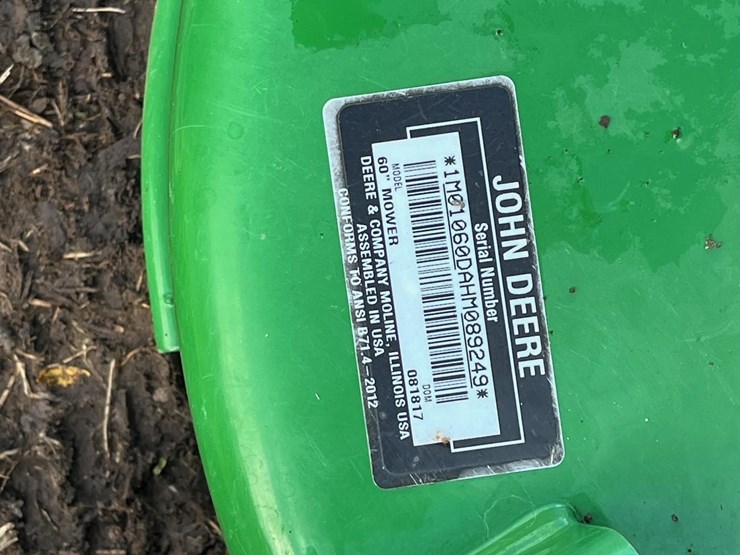 JOHN DEERE
Serial Number
*1M01060DAHM089249*
MODEL
60" MOWER
DOM
081817
DEERE & COMPANY MOLINE, ILLINOIS USA
ASSEMBLED IN USA
CONFORMS TO ANSI B71.4-2012